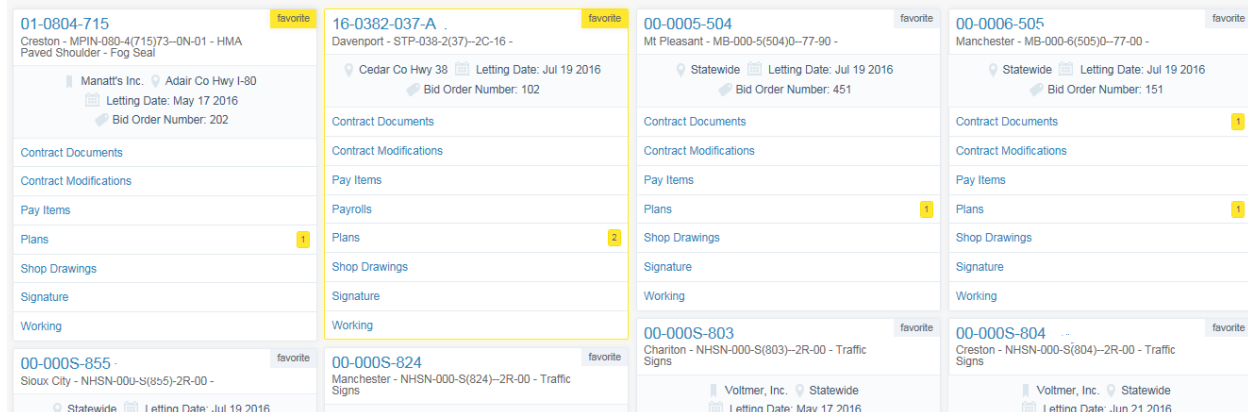 01-0804-715
favorite
Creston - MPIN-080-4(715)73--0N-01 - HMA
Paved Shoulder - Fog Seal
Manatt's Inc. Adair Co Hwy I-80
Letting Date: May 17 2016
Bid Order Number: 202
Contract Documents
Contract Modifications
Pay Items
Plans 1
Shop Drawings
Signature
Working
16-0382-037-A
favorite
Davenport - STP-038-2(37)--2C-16 -
Cedar Co Hwy 38 Letting Date: Jul 19 2016
Bid Order Number: 102
Contract Documents
Contract Modifications
Pay Items
Payrolls
Plans 2
Shop Drawings
Signature
Working
00-0005-504
favorite
Mt Pleasant - MB-000-5(504)0--77-90 -
Statewide Letting Date: Jul 19 2016
Bid Order Number: 451
Contract Documents
Contract Modifications
Pay Items
Plans 1
Shop Drawings
Signature
Working
00-0006-505
favorite
Manchester - MB-000-6(505)0--77-00 -
Statewide Letting Date: Jul 19 2016
Bid Order Number: 151
Contract Documents 1
Contract Modifications
Pay Items
Plans 1
Shop Drawings
Signature
Working
00-000S-855
favorite
Sioux City - NHSN-000-S(855)-2R-00 -
Statewide Letting Date: Jul 19 2016
00-000S-824
favorite
Manchester - NHSN-000-S(824)--2R-00 - Traffic
Signs
00-000S-803
favorite
Chariton - NHSN-000-S(803)--2R-00 - Traffic
Signs
Voltmer, Inc. Statewide
Letting Date: May 17 2016
00-000S-804
favorite
Creston - NHSN-000-S(804)--2R-00 - Traffic
Signs
Voltmer, Inc. Statewide
Letting Date: Jun 21 2016